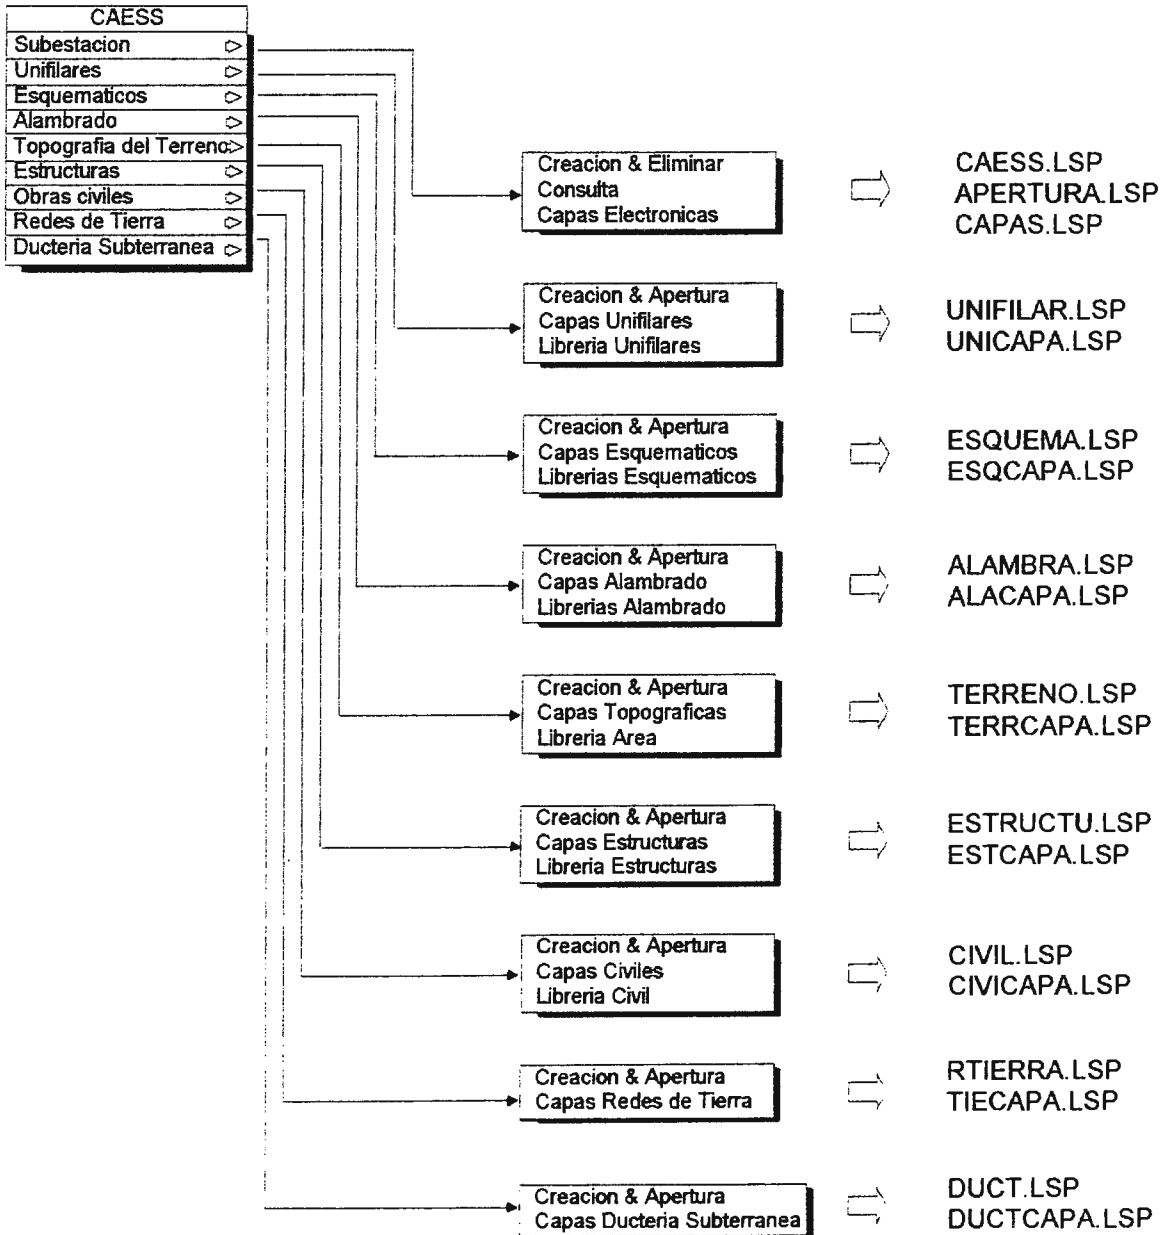 CAESS
Subestacion
Unifilares
Esquematicos
Alambrado
Topografia del Terreno
Estructuras
Obras civiles
Redes de Tierra
Ducteria Subterranea
Creacion & Eliminar
Consulta
Capas Electronicas
CAESS.LSP
APERTURA.LSP
CAPAS.LSP
Creacion & Apertura
Capas Unifilares
Libreria Unifilares
UNIFILAR.LSP
UNICAPA.LSP
Creacion & Apertura
Capas Esquematicos
Librerias Esquematicos
ESQUEMA.LSP
ESQCAPA.LSP
Creacion & Apertura
Capas Alambrado
Librerias Alambrado
ALAMBRA.LSP
ALACAPA.LSP
Creacion & Apertura
Capas Topograficas
Libreria Area
TERRENO.LSP
TERRCAPA.LSP
Creacion & Apertura
Capas Estructuras
Libreria Estructuras
ESTRUCTU.LSP
ESTCAPA.LSP
Creacion & Apertura
Capas Civiles
Libreria Civil
CIVIL.LSP
CIVICAPA.LSP
Creacion & Apertura
Capas Redes de Tierra
RTIERRA.LSP
TIECAPA.LSP
Creacion & Apertura
Capas Ducteria Subterranea
DUCT.LSP
DUCTCAPA.LSP